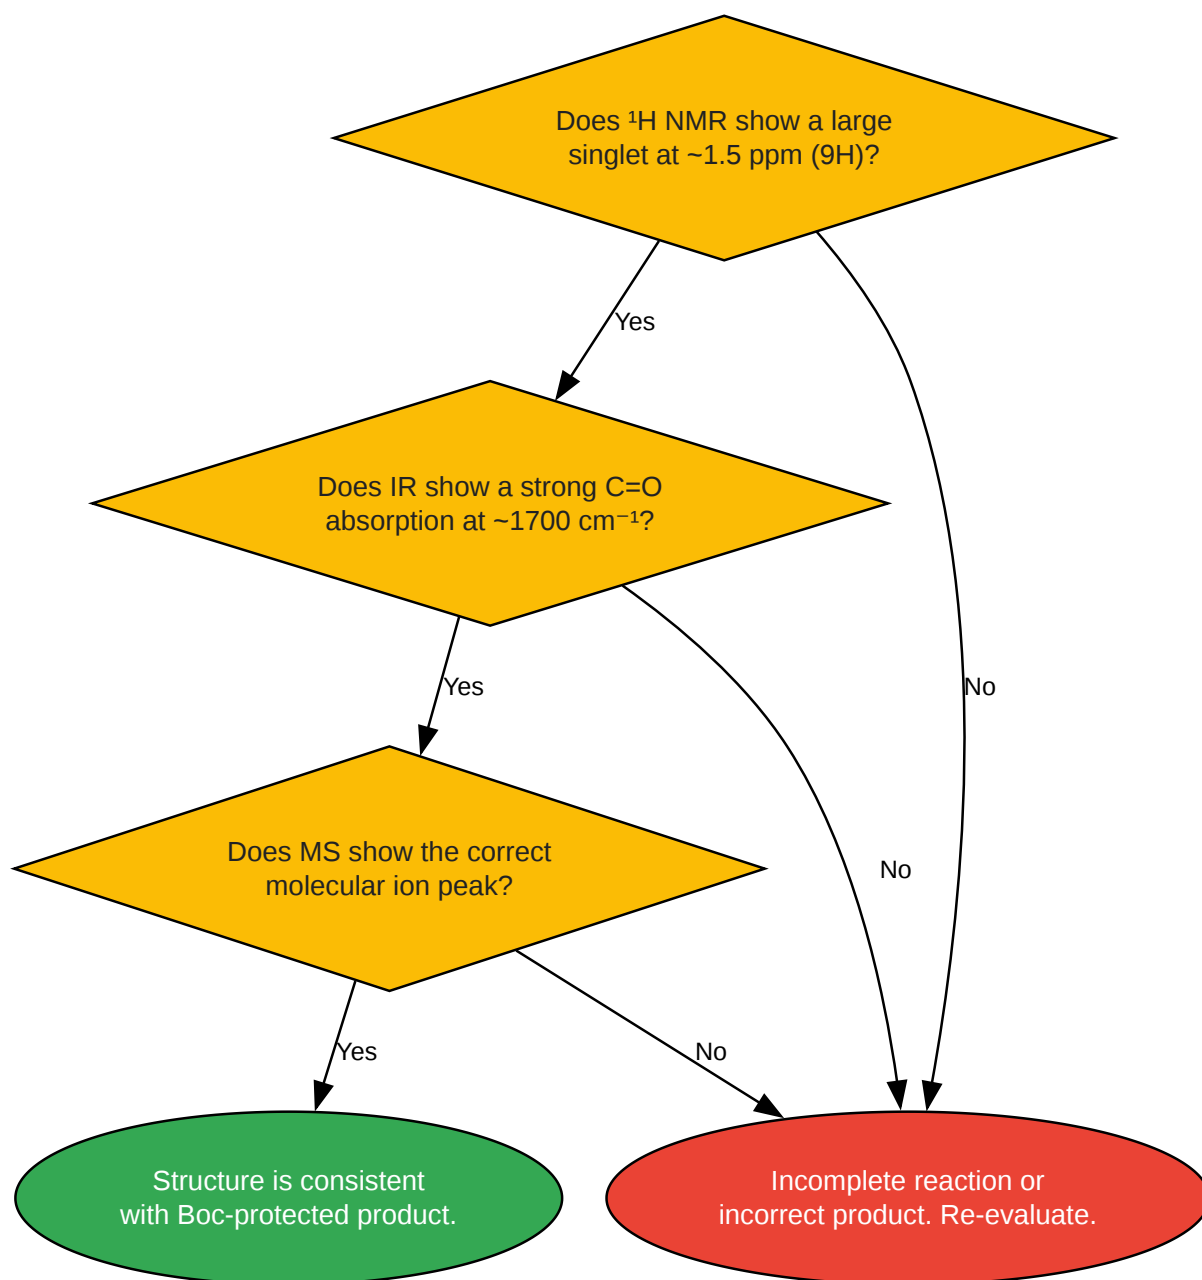 Does ¹H NMR show a large
singlet at ~1.5 ppm (9H)?
Yes
Does IR show a strong C=O
absorption at ~1700 cm⁻¹?
Yes
No
Does MS show the correct
molecular ion peak?
No
Yes
No
Structure is consistent
with Boc-protected product.
Incomplete reaction or
incorrect product. Re-evaluate.